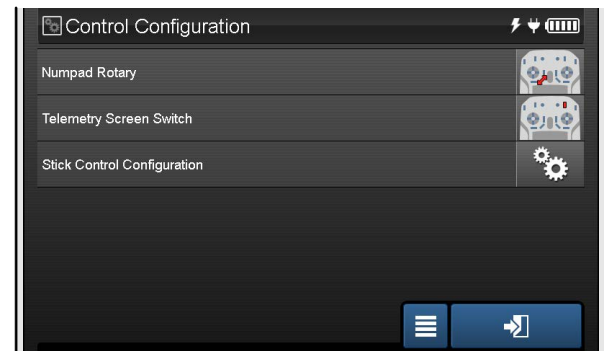 Control Configuration
Numpad Rotary
Telemetry Screen Switch
Stick Control Configuration